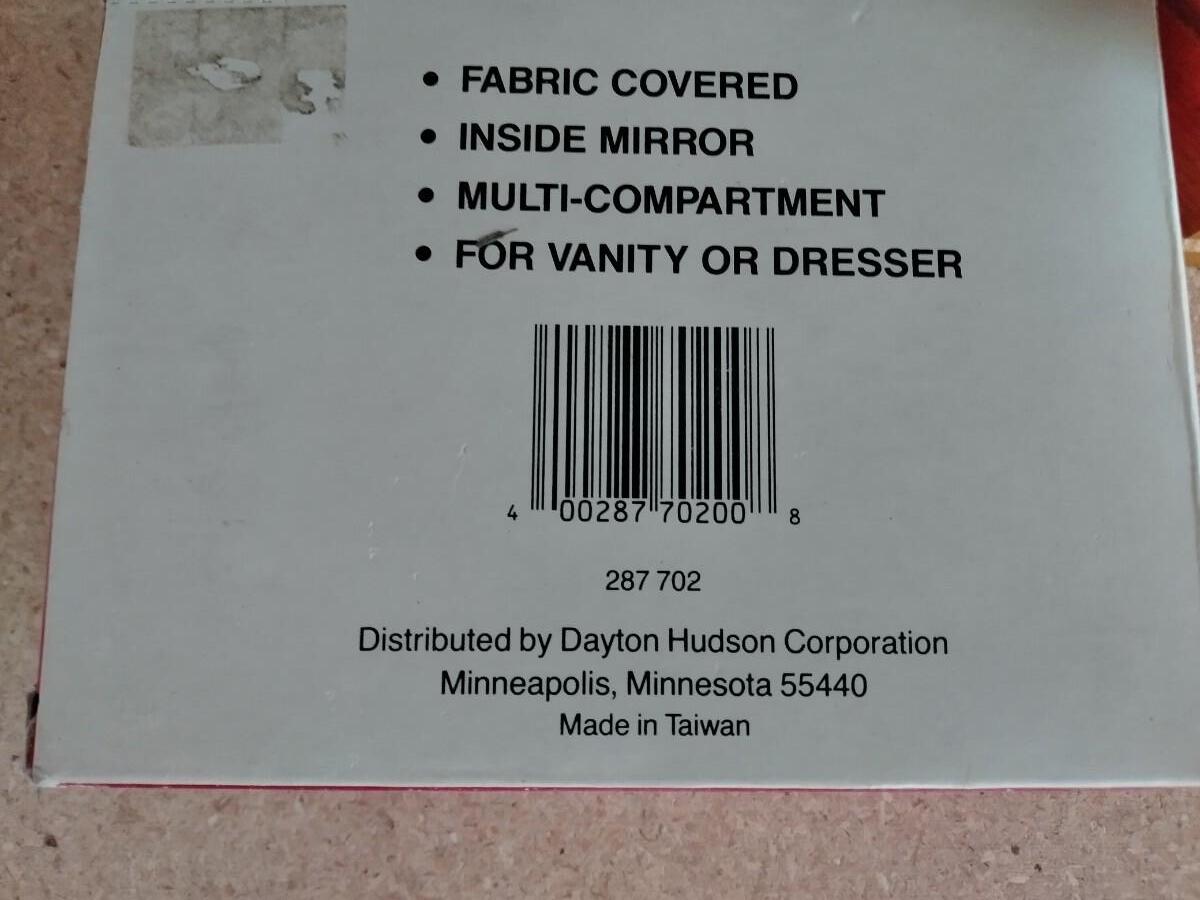 • FABRIC COVERED
• INSIDE MIRROR
• MULTI-COMPARTMENT
• FOR VANITY OR DRESSER
4 00287 70200 8
287 702
Distributed by Dayton Hudson Corporation
Minneapolis, Minnesota 55440
Made in Taiwan